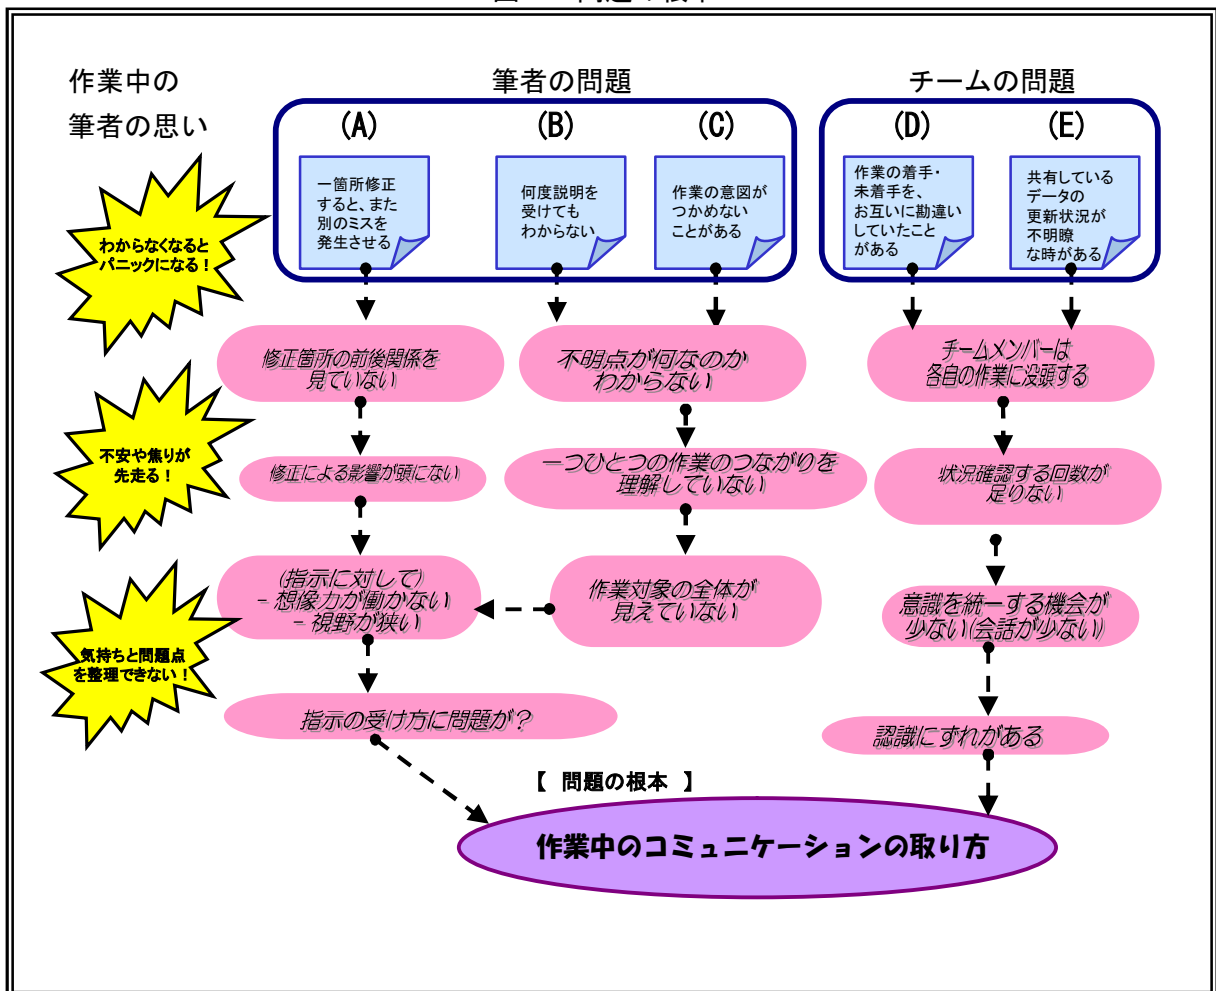 作業中の
筆者の思い
筆者の問題
チームの問題
(A)
(B)
(C)
(D)
(E)
一箇所修正
すると、また
別のミスを
発生させる
何度説明を
受けても
わからない
作業の意図が
つかめない
ことがある
作業の着手・
未着手を、
お互いに勘違い
していたこと
がある
共有している
データの
更新状況が
不明瞭
な時がある
わからなくなると
パニックになる！
修正箇所の前後関係を
見ていない
不明点が何なのか
わからない
チームメンバーは
各自の作業に没頭する
不安や焦りが
先走る！
修正による影響が頭にない
一つひとつの作業のつながりを
理解していない
状況確認する回数が
足りない
気持ちと問題点
を整理できない！
(指示に対して)
－想像力が働かない
－視野が狭い
作業対象の全体が
見えていない
意識を統一する機会が
少ない(会話が少ない)
指示の受け方に問題が？
認識にずれがある
【 問題の根本 】
作業中のコミュニケーションの取り方